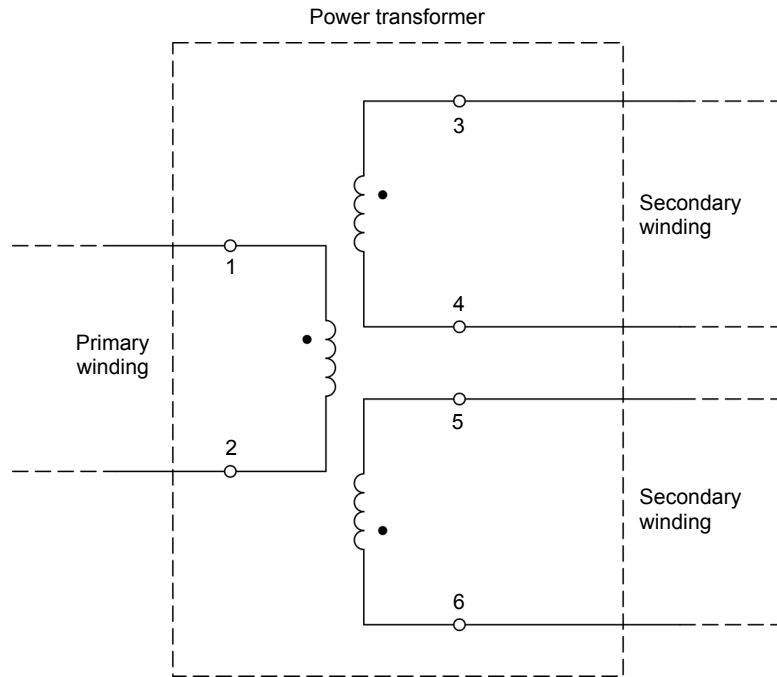 Power transformer
3
Secondary
winding
1
4
Primary
winding
5
2
Secondary
winding
6